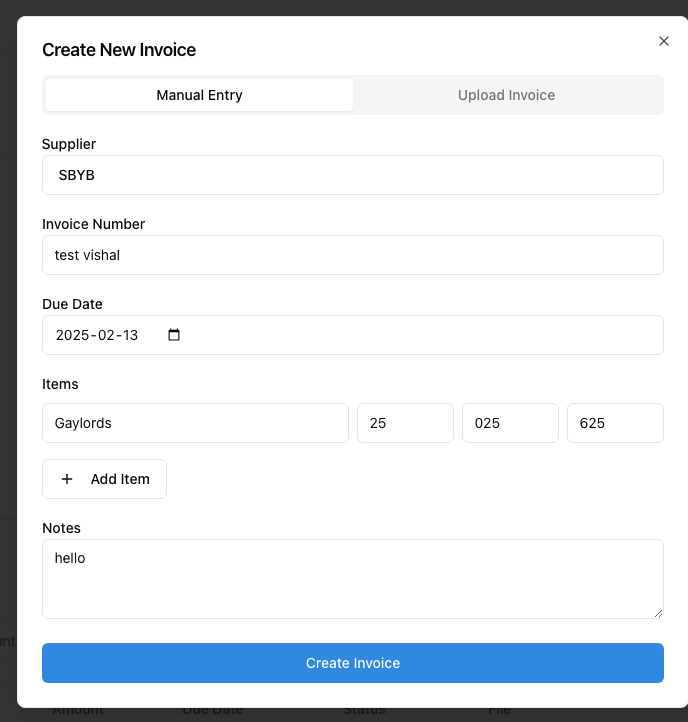 Create New Invoice
Manual Entry Upload Invoice
Supplier
SBYB
Invoice Number
test vishal
Due Date
2025-02-13
Items
Gaylords 25 025 625
+ Add Item
Notes
hello
Create Invoice
Amount Due Date Status File